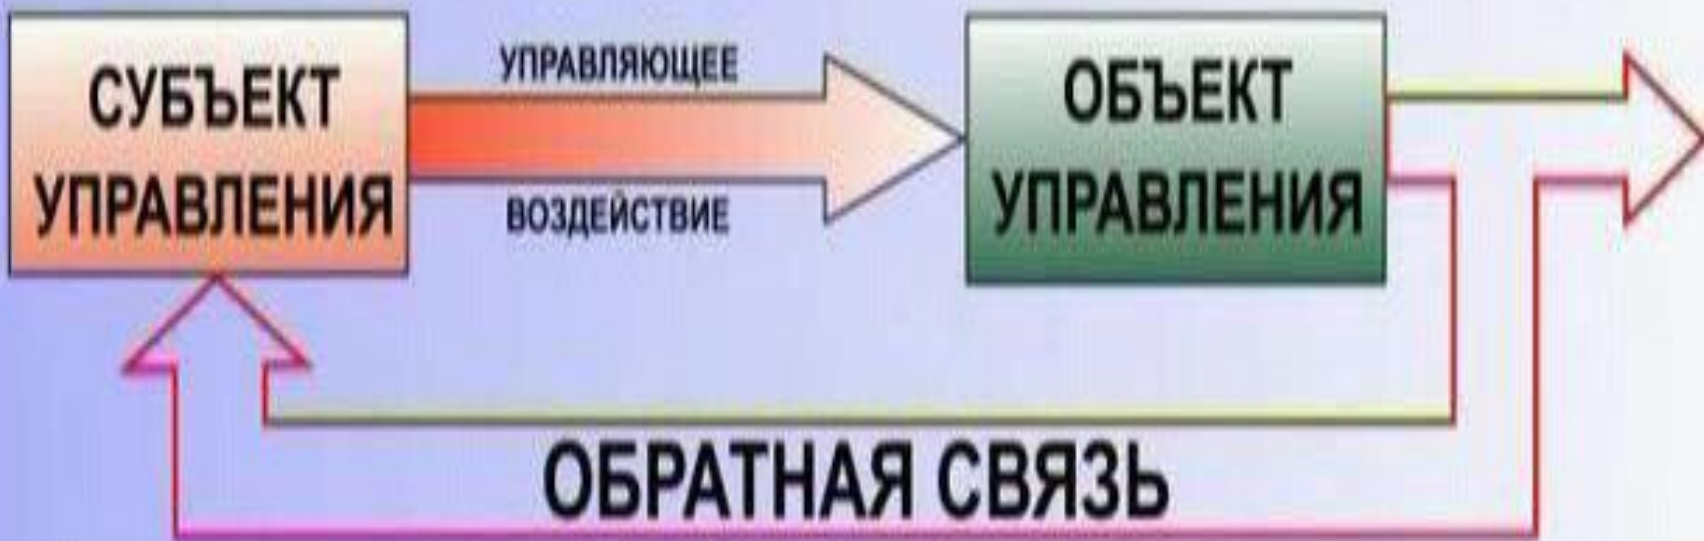 СУБЪЕКТ
УПРАВЛЕНИЯ
УПРАВЛЯЮЩЕЕ
ВОЗДЕЙСТВИЕ
ОБЪЕКТ
УПРАВЛЕНИЯ
ОБРАТНАЯ СВЯЗЬ